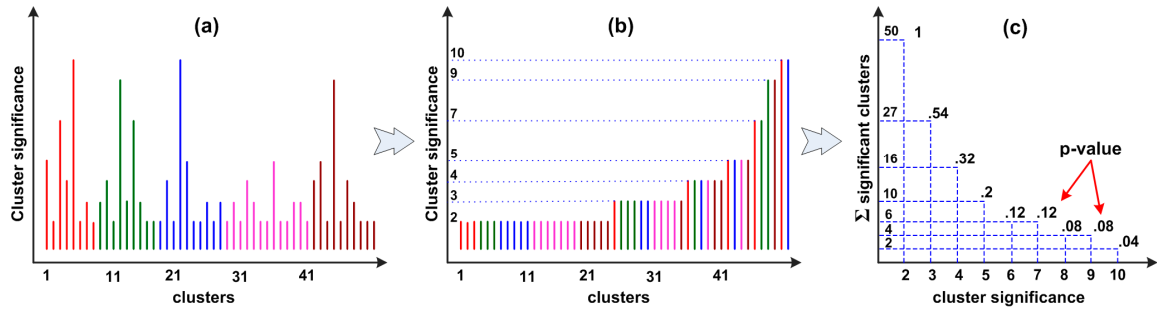 (a)
Cluster significance
1 11 21 31 41
clusters
(b)
Cluster significance
10
9
7
5
4
3
2
1 11 21 31 41
clusters
(c)
Σ significant clusters
50 1
27 .54
16 .32
p-value
10 .2
6 .12 .12
4 .08 .08
2 .04
2 3 4 5 6 7 8 9 10
cluster significance